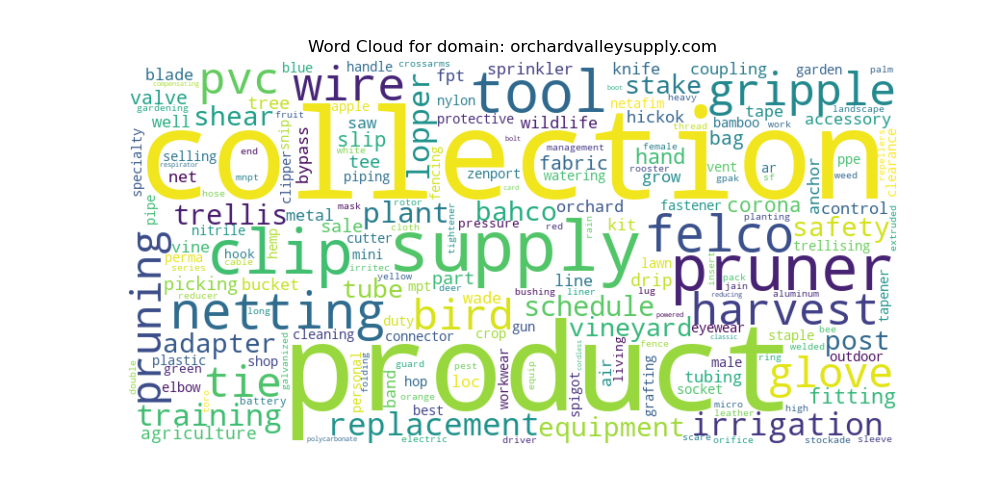 Word Cloud for domain: orchardvalleysupply.com
crossarms
blade pvc blue handle fpt sprinkler knife coupling garden palm
compensating wire tool boot heavy stake gripple
valve nylon netafim tape landscape
gardening tree fruit apple lopper protective wildlife hickok bamboo work accessory
well shear snip saw thread
collection
specialty selling net end bypass white slip tee piping fencing zenport bolt management fabric watering female rooster hand grow bag vent gpak ar sf ppe weed repellers clearance
respirator mnpt clipper card anchor
pipe hose trellis metal mask rotor plant bahco orchard fastener corona planting control extruded
nitrile sale cloth tightener pressure red rain kit felco safety
vine hook hemp cutter clip supply trellising
perma cable mini irritec part line drip lawn pruner insert
series yellow mpt deer bushing liner lug pack jain aluminum tapener
picking bucket tube wade schedule reducing harvest
reducer long netting bird powered
pruning galvanized cleaning duty connector crop gun vineyard eyewear staple bee post
adapter product fence classic welded
double plastic shop folding guard pest equip cordless air living male ring outdoor
green tie personal band hop loc workwear spigot grafting tubing glove
elbow toro battery orange socket micro fitting
training best leather high
agriculture replacement equipment irrigation
polycarbonate electric driver scare orifice stockade sleeve